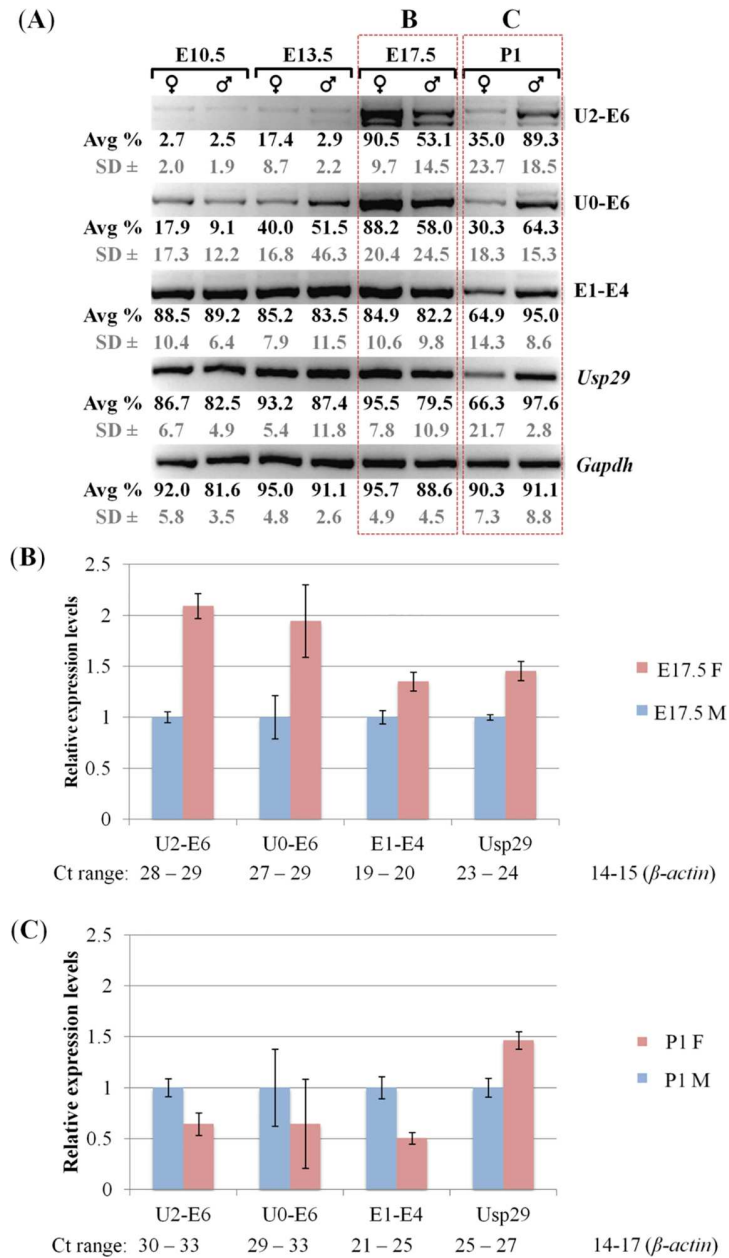 (A) B C
E10.5 E13.5 E17.5 P1
♀ ♂ ♀ ♂ ♀ ♂ ♀ ♂
U2-E6
Avg % 2.7 2.5 17.4 2.9 90.5 53.1 35.0 89.3
SD ± 2.0 1.9 8.7 2.2 9.7 14.5 23.7 18.5
U0-E6
Avg % 17.9 9.1 40.0 51.5 88.2 58.0 30.3 64.3
SD ± 17.3 12.2 16.8 46.3 20.4 24.5 18.3 15.3
E1-E4
Avg % 88.5 89.2 85.2 83.5 84.9 82.2 64.9 95.0
SD ± 10.4 6.4 7.9 11.5 10.6 9.8 14.3 8.6
Usp29
Avg % 86.7 82.5 93.2 87.4 95.5 79.5 66.3 97.6
SD ± 6.7 4.9 5.4 11.8 7.8 10.9 21.7 2.8
Gapdh
Avg % 92.0 81.6 95.0 91.1 95.7 88.6 90.3 91.1
SD ± 5.8 3.5 4.8 2.6 4.9 4.5 7.3 8.8
(B)
Relative expression levels
2.5
2
1.5
1
0.5
0
E17.5 F
E17.5 M
U2-E6 U0-E6 E1-E4 Usp29
Ct range: 28 – 29 27 – 29 19 – 20 23 – 24 14-15 (β-actin)
(C)
Relative expression levels
2.5
2
1.5
1
0.5
0
P1 F
P1 M
U2-E6 U0-E6 E1-E4 Usp29
Ct range: 30 – 33 29 – 33 21 – 25 25 – 27 14-17 (β-actin)